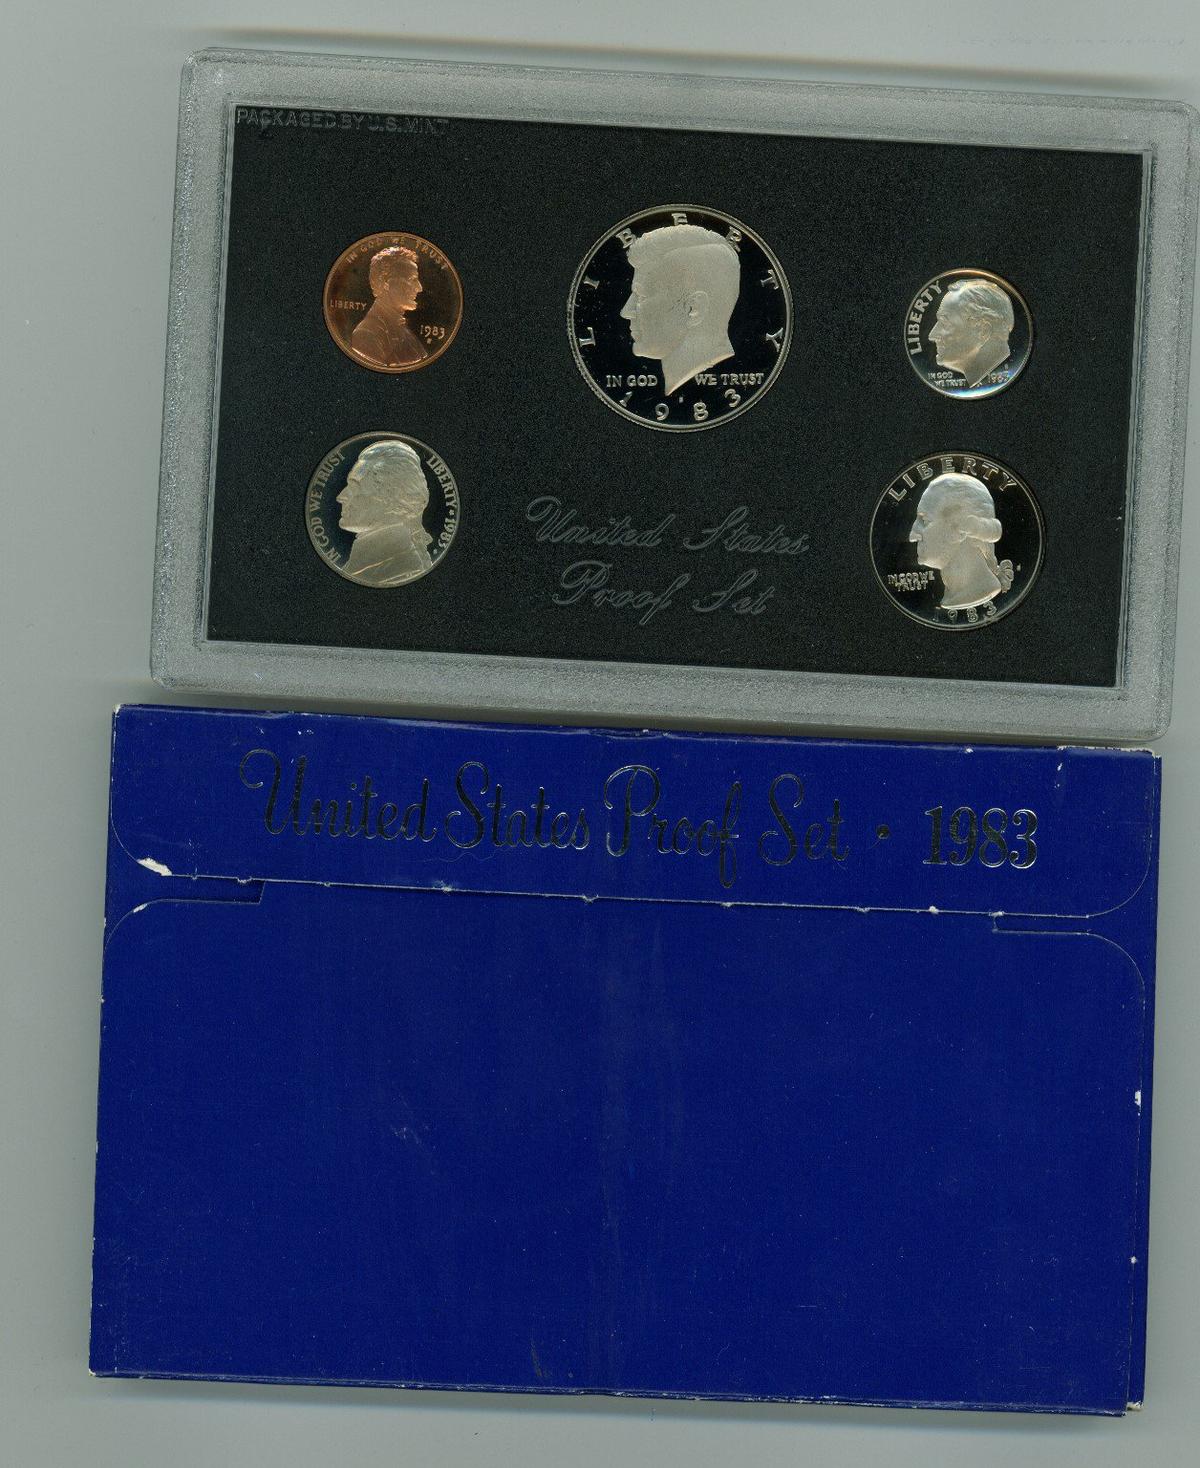 PACKAGED BY U.S. MINT
IN GOD WE TRUST
LIBERTY
1983
S
LIBERTY
IN GOD WE TRUST
1983
LIBERTY
IN GOD
WE TRUST
1983
IN GOD WE TRUST
LIBERTY * 1983
LIBERTY
IN GOD WE
TRUST
1983
United States
Proof Set
United States Proof Set • 1983